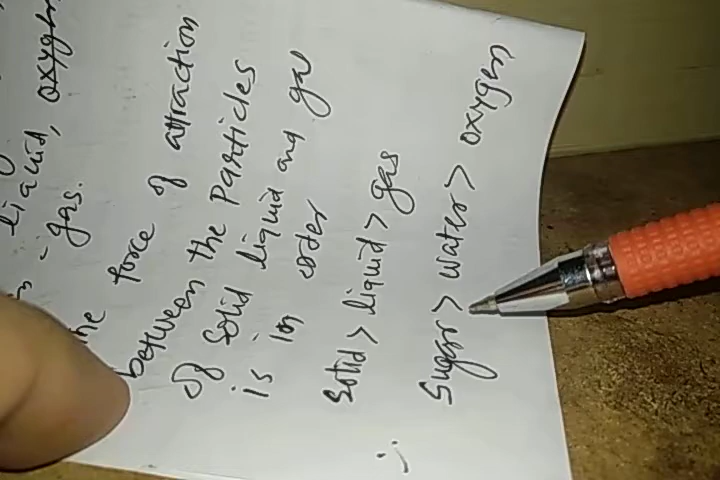 liquid, oxygen
= gas.
The force of attraction
between the particles
of solid liquid and gas
is in order
solid > liquid > gas
∴ Sugar > water > oxygen